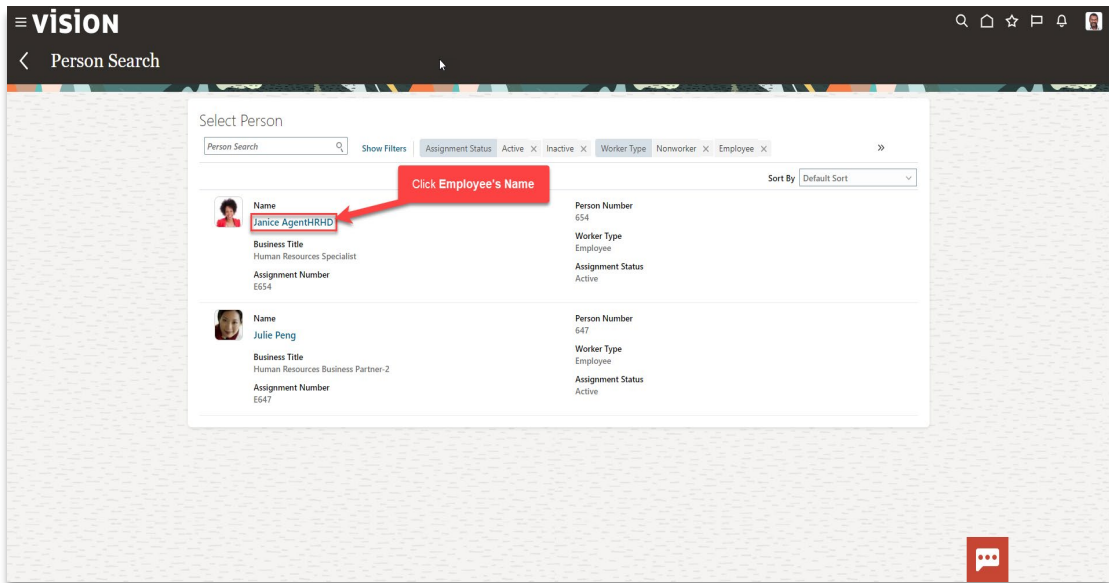 vision
Person Search
Select Person
Person Search Show Filters Assignment Status Active X Inactive X Worker Type Nonworker X Employee X »
Sort By Default Sort
Click Employee's Name
Name
Janice AgentHRHD
Business Title
Human Resources Specialist
Assignment Number
E654
Person Number
654
Worker Type
Employee
Assignment Status
Active
Name
Julie Peng
Business Title
Human Resources Business Partner-2
Assignment Number
E647
Person Number
647
Worker Type
Employee
Assignment Status
Active